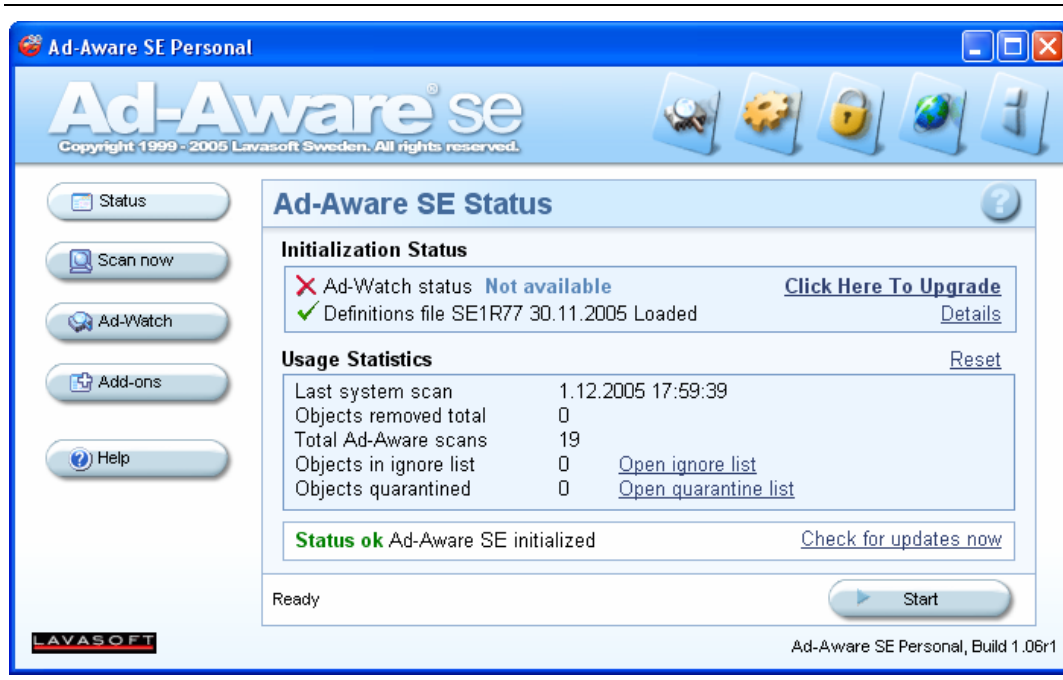 Ad-Aware SE Personal
Ad-Aware® se
Copyright 1999 - 2005 Lavasoft Sweden. All rights reserved.
Status
Scan now
Ad-Watch
Add-ons
Help
Ad-Aware SE Status
?
Initialization Status
Ad-Watch status Not available Click Here To Upgrade
Definitions file SE1R77 30.11.2005 Loaded Details
Usage Statistics Reset
Last system scan 1.12.2005 17:59:39
Objects removed total 0
Total Ad-Aware scans 19
Objects in ignore list 0 Open ignore list
Objects quarantined 0 Open quarantine list
Status ok Ad-Aware SE initialized Check for updates now
Ready Start
LAVASOFT
Ad-Aware SE Personal, Build 1.06r1